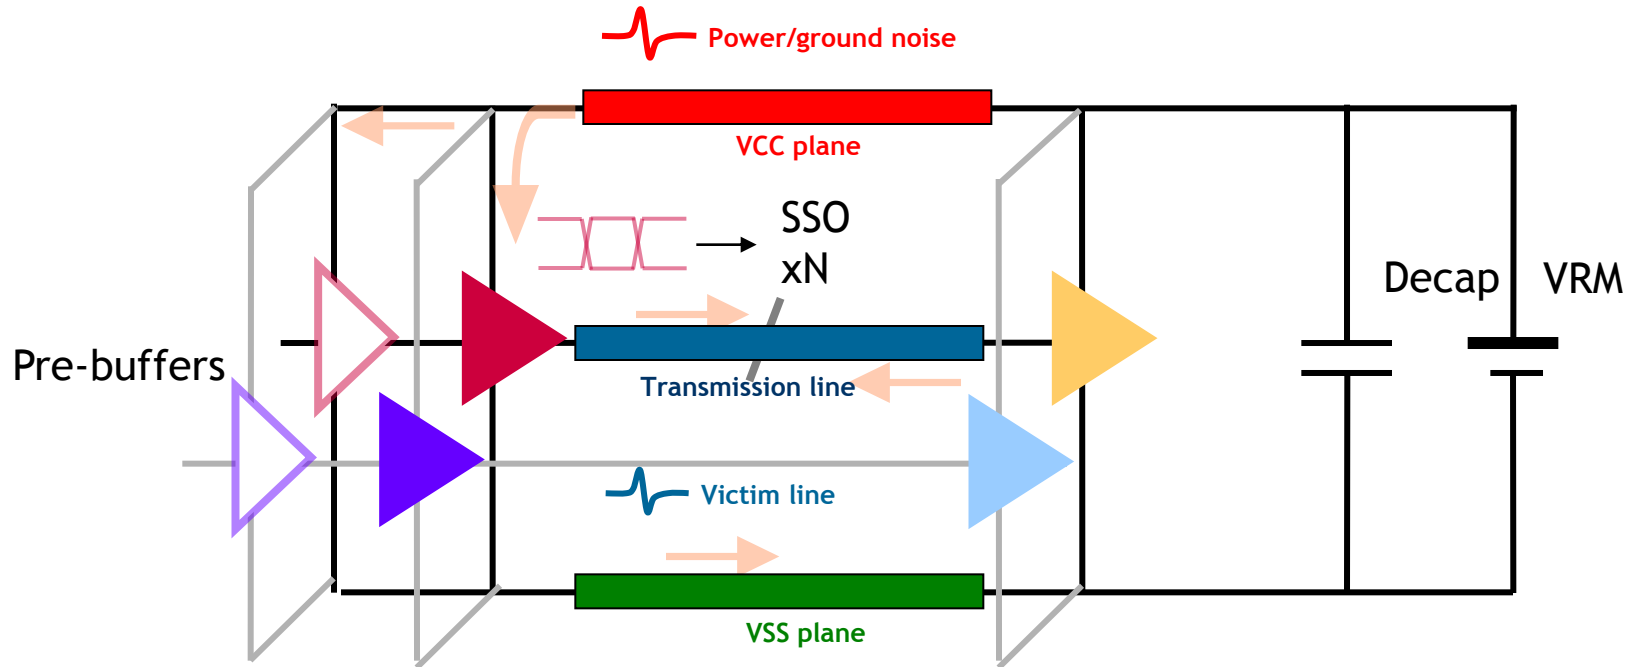 Power/ground noise
VCC plane
SSO
xN
Decap
VRM
Pre-buffers
Transmission line
Victim line
VSS plane